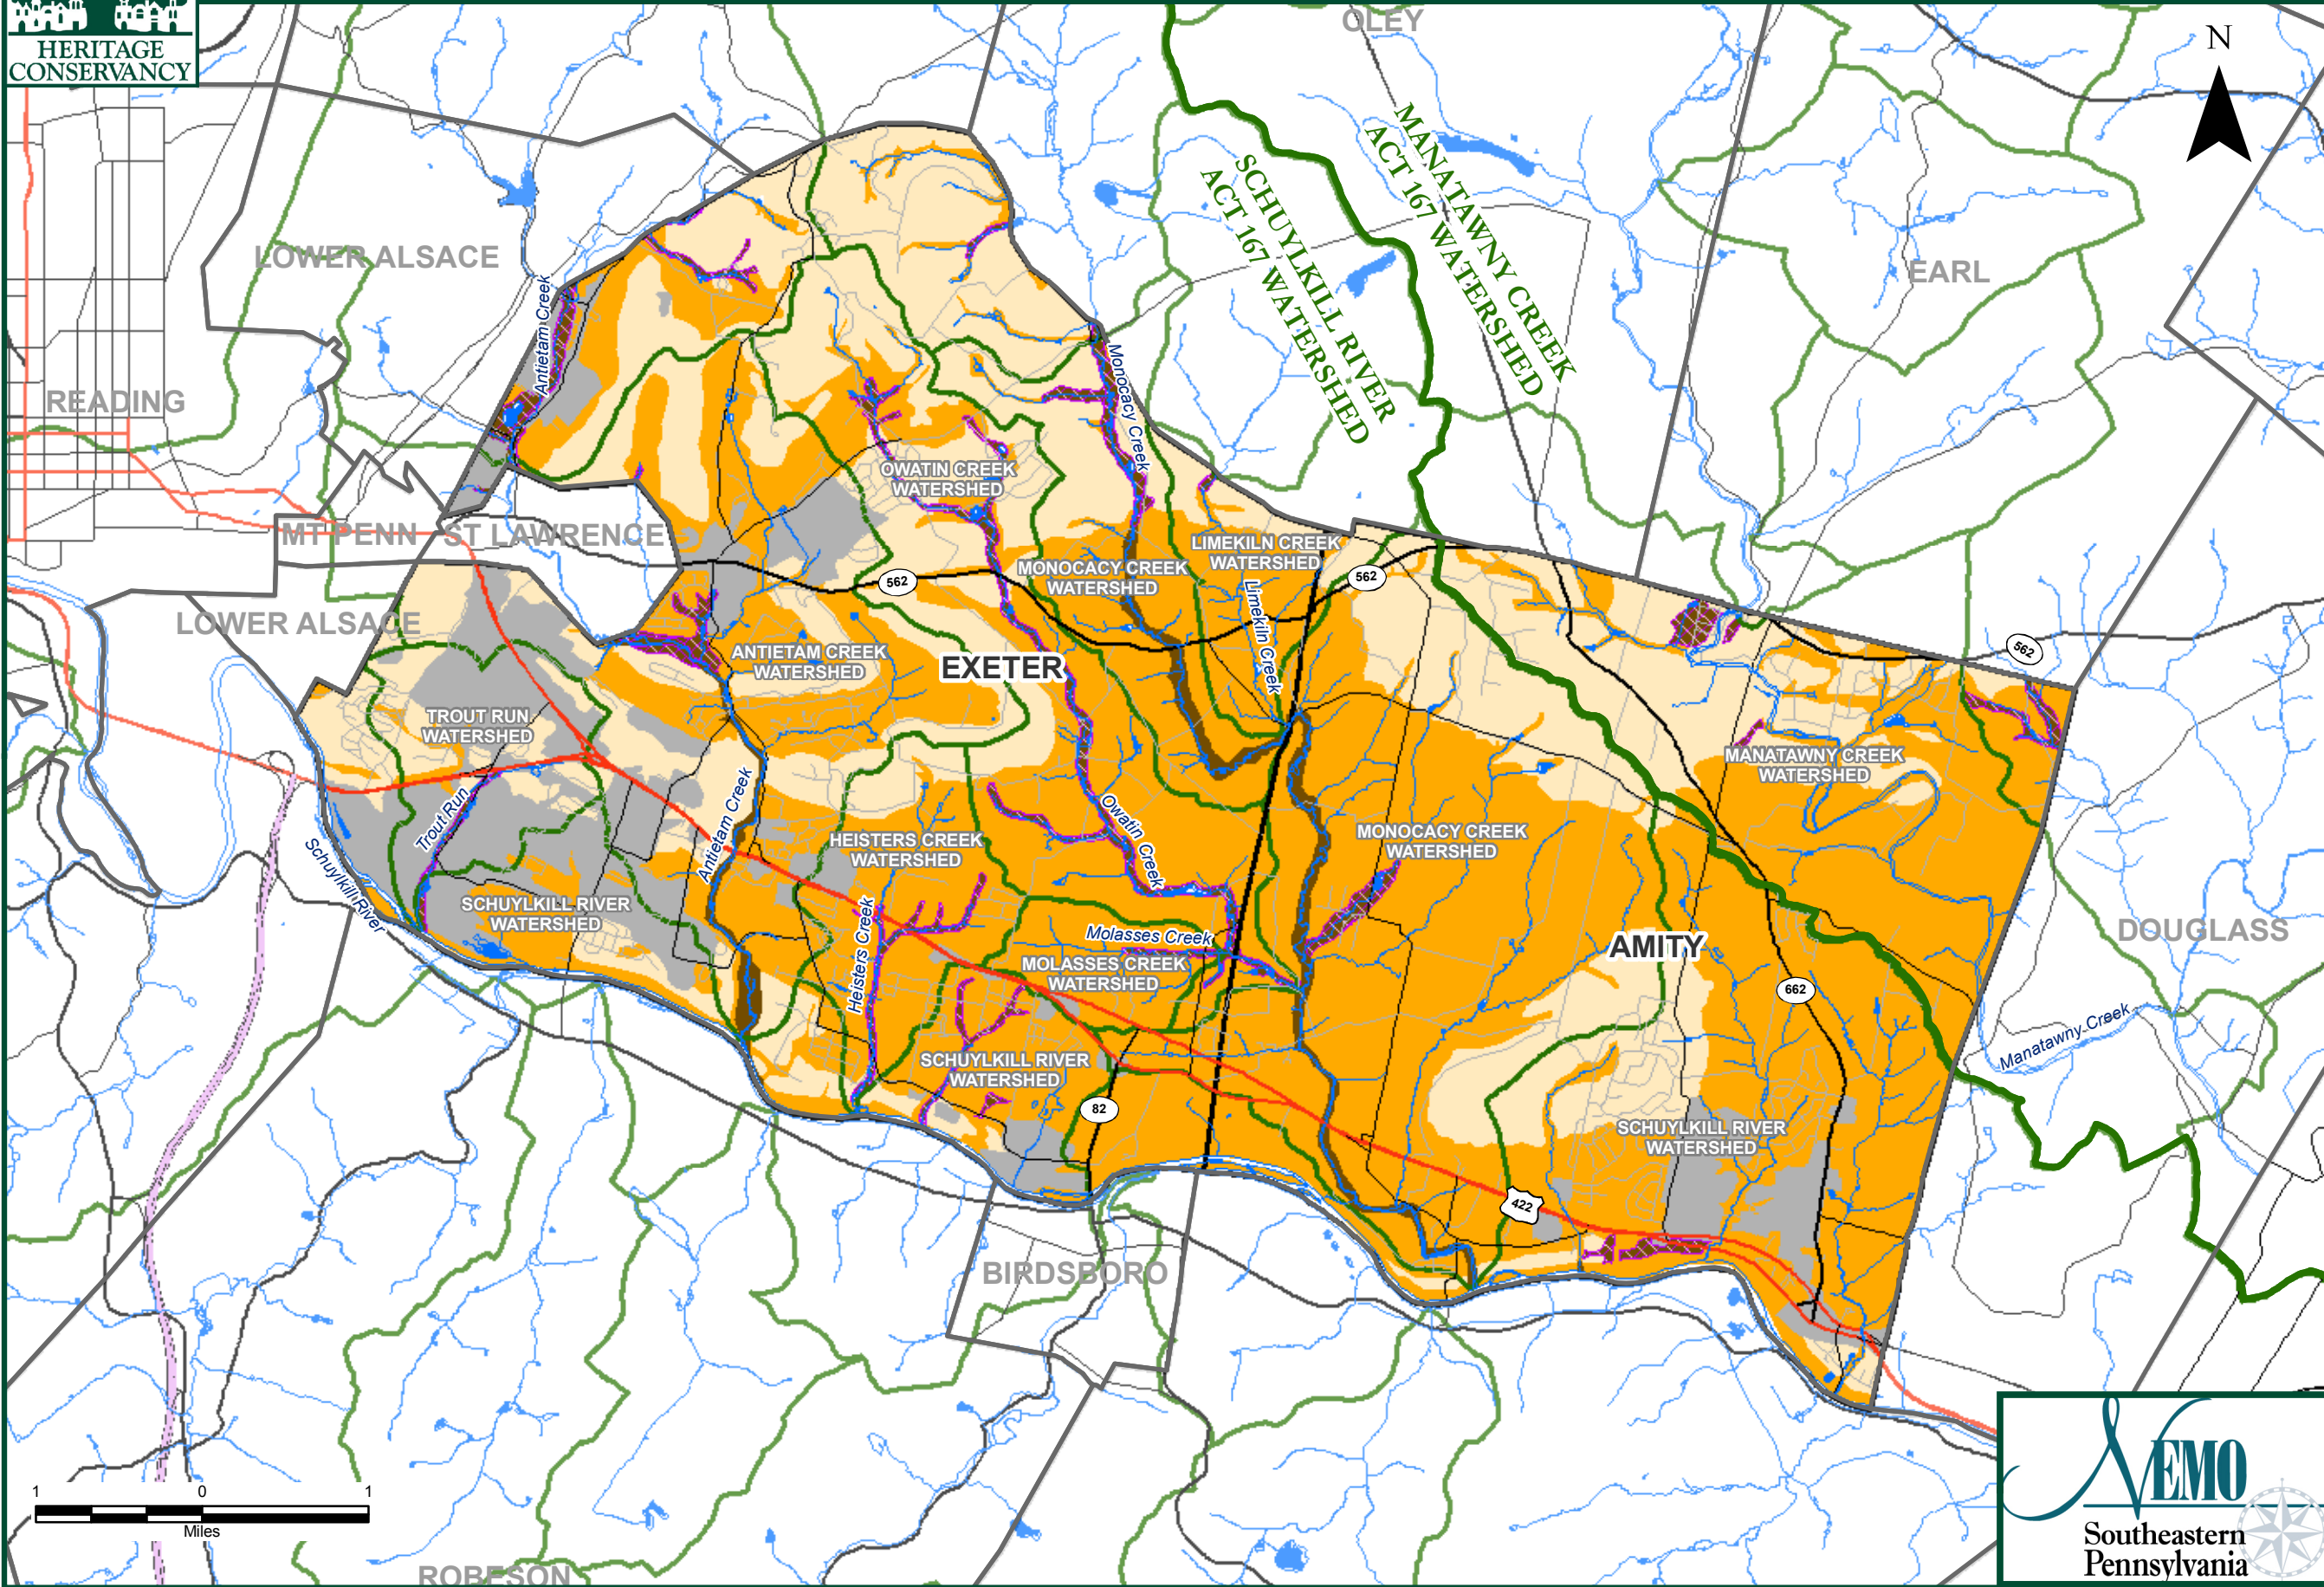 HERITAGE
CONSERVANCY
OLEY
N
MANATAWNY CREEK
ACT 167 WATERSHED
SCHUYLKILL RIVER
ACT 167 WATERSHED
LOWER ALSACE
EARL
Antietam Creek
Monocacy Creek
READING
OWATIN CREEK
WATERSHED
MT PENN
ST LAWRENCE
LIMEKILN CREEK
WATERSHED
MONOCACY CREEK
WATERSHED
562
562
Limekiln Creek
LOWER ALSACE
562
ANTIETAM CREEK
WATERSHED
EXETER
TROUT RUN
WATERSHED
MANATAWNY CREEK
WATERSHED
Trout Run
Antietam Creek
Owatin Creek
HEISTERS CREEK
WATERSHED
MONOCACY CREEK
WATERSHED
Schuylkill River
SCHUYLKILL RIVER
WATERSHED
Heisters Creek
Molasses Creek
MOLASSES CREEK
WATERSHED
AMITY
DOUGLASS
662
Manatawny Creek
SCHUYLKILL RIVER
WATERSHED
82
SCHUYLKILL RIVER
WATERSHED
422
BIRDSBORO
1 0 1
Miles
ROBESON
NEMO
Southeastern
Pennsylvania